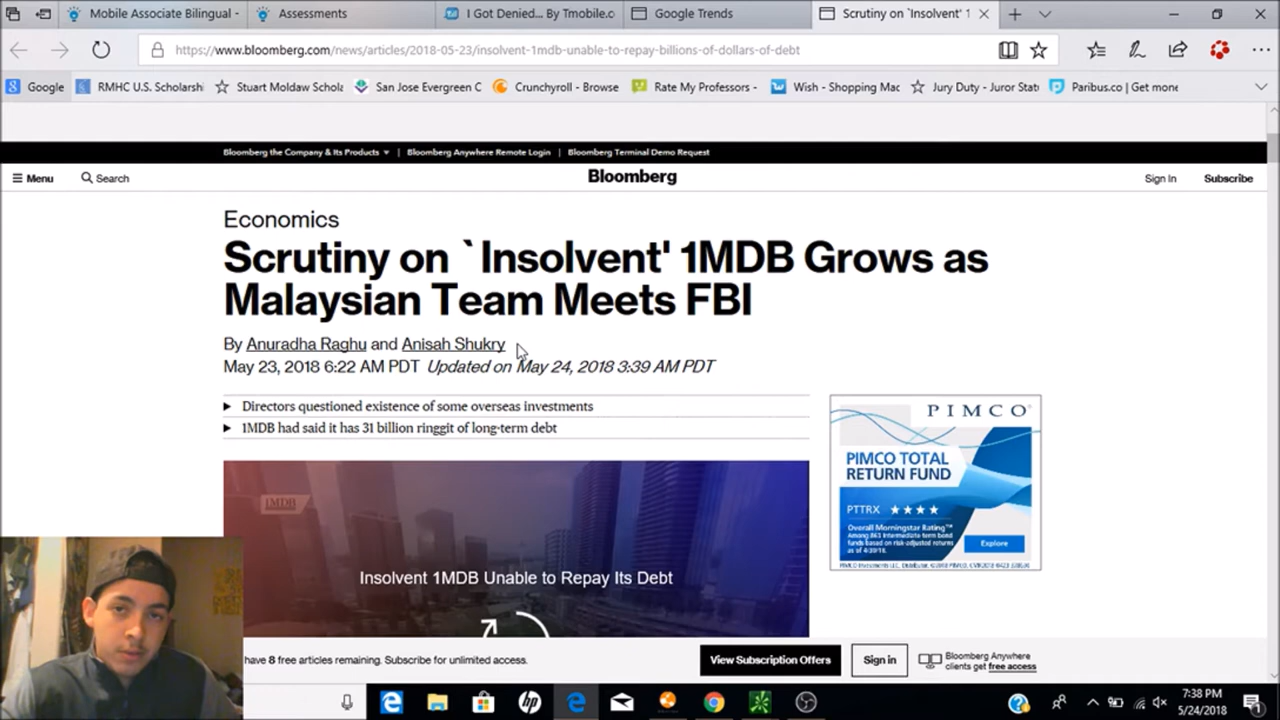 Mobile Associate Bilingual -
Assessments
I Got Denied... By Tmobile.c
Google Trends
Scrutiny on `Insolvent' 1
https://www.bloomberg.com/news/articles/2018-05-23/insolvent-1mdb-unable-to-repay-billions-of-dollars-of-debt
Google
RMHC U.S. Scholarshi
Stuart Moldaw Schola
San Jose Evergreen C
Crunchyroll - Browse
Rate My Professors -
Wish - Shopping Mac
Jury Duty - Juror Stat
Paribus.co | Get mone
Bloomberg the Company & Its Products | Bloomberg Anywhere Remote Login | Bloomberg Terminal Demo Request
Menu
Search
Bloomberg
Sign In
Subscribe
Economics
Scrutiny on `Insolvent' 1MDB Grows as
Malaysian Team Meets FBI
By Anuradha Raghu and Anisah Shukry
May 23, 2018 6:22 AM PDT Updated on May 24, 2018 3:39 AM PDT
Directors questioned existence of some overseas investments
1MDB had said it has 31 billion ringgit of long-term debt
1MDB
Insolvent 1MDB Unable to Repay Its Debt
PIMCO
PIMCO TOTAL
RETURN FUND
PTTRX
Overall Morningstar Rating™
Explore
have 8 free articles remaining. Subscribe for unlimited access.
View Subscription Offers
Sign in
Bloomberg Anywhere
clients get free access
7:38 PM
5/24/2018